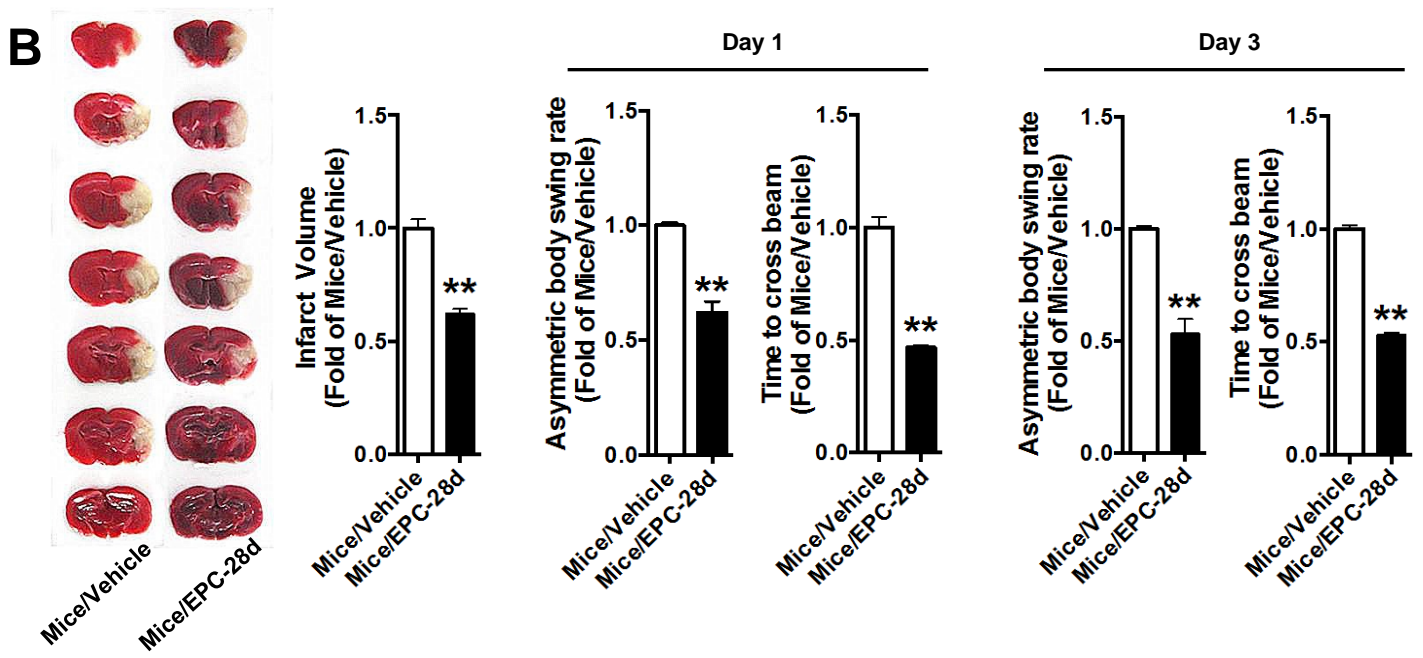 B
Mice/Vehicle
Mice/EPC-28d
Infarct Volume
(Fold of Mice/Vehicle)
1.5
1.0
0.5
0.0
**
Mice/Vehicle
Mice/EPC-28d
Day 1
Asymmetric body swing rate
(Fold of Mice/Vehicle)
1.5
1.0
0.5
0.0
**
Mice/Vehicle
Mice/EPC-28d
Time to cross beam
(Fold of Mice/Vehicle)
1.5
1.0
0.5
0.0
**
Mice/Vehicle
Mice/EPC-28d
Day 3
Asymmetric body swing rate
(Fold of Mice/Vehicle)
1.5
1.0
0.5
0.0
**
Mice/Vehicle
Mice/EPC-28d
Time to cross beam
(Fold of Mice/Vehicle)
1.5
1.0
0.5
0.0
**
Mice/Vehicle
Mice/EPC-28d